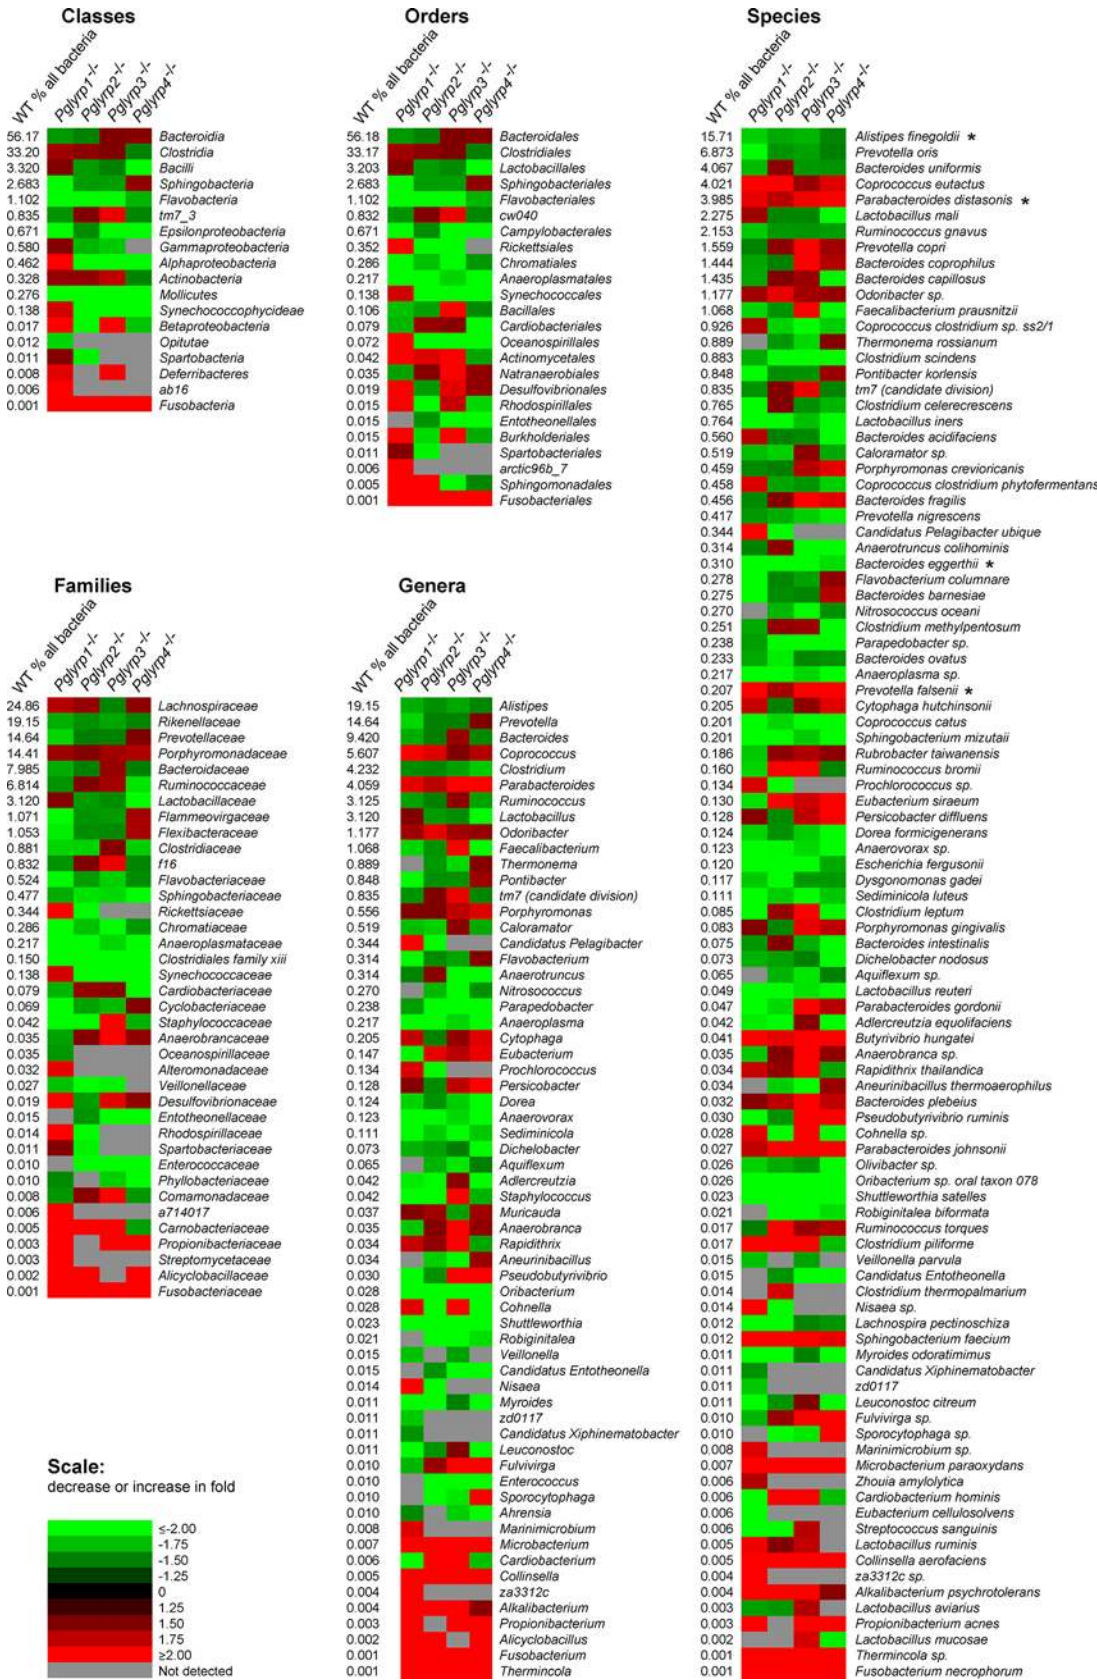 Classes
WT % all bacteria
Pglyrp1-/-
Pglyrp2-/-
Pglyrp3-/-
Pglyrp4-/-
56.17 Bacteroidia
33.20 Clostridia
3.320 Bacilli
2.683 Sphingobacteria
1.102 Flavobacteria
0.835 tm7_3
0.671 Epsilonproteobacteria
0.580 Gammaproteobacteria
0.462 Alphaproteobacteria
0.328 Actinobacteria
0.276 Mollicutes
0.138 Synechococcophycideae
0.017 Betaproteobacteria
0.012 Opitutae
0.011 Spartobacteria
0.008 Deferribacteres
0.006 ab16
0.001 Fusobacteria
Orders
WT % all bacteria
Pglyrp1-/-
Pglyrp2-/-
Pglyrp3-/-
Pglyrp4-/-
56.18 Bacteroidales
33.17 Clostridiales
3.203 Lactobacillales
2.683 Sphingobacteriales
1.102 Flavobacteriales
0.832 cw040
0.671 Campylobacterales
0.352 Rickettsiales
0.286 Chromatiales
0.217 Anaeroplasmatales
0.138 Synechococcales
0.106 Bacillales
0.079 Cardiobacteriales
0.072 Oceanospirillales
0.042 Actinomycetales
0.035 Natranaerobiales
0.019 Desulfovibrionales
0.015 Rhodospirillales
0.015 Entotheonellales
0.015 Burkholderiales
0.011 Spartobacteriales
0.006 arctic96b_7
0.005 Sphingomonadales
0.001 Fusobacteriales
Species
WT % all bacteria
Pglyrp1-/-
Pglyrp2-/-
Pglyrp3-/-
Pglyrp4-/-
15.71 Alistipes finegoldii *
6.873 Prevotella oris
4.067 Bacteroides uniformis
4.021 Coprococcus eutactus
3.985 Parabacteroides distasonis *
2.275 Lactobacillus mali
2.153 Ruminococcus gnavus
1.559 Prevotella copri
1.444 Bacteroides coprophilus
1.435 Bacteroides capillosus
1.177 Odoribacter sp.
1.068 Faecalibacterium prausnitzii
0.926 Coprococcus clostridium sp. ss2/1
0.889 Thermonema rossianum
0.883 Clostridium scindens
0.848 Pontibacter korlensis
0.835 tm7 (candidate division)
0.765 Clostridium celerecrescens
0.764 Lactobacillus iners
0.560 Bacteroides acidifaciens
0.519 Caloramator sp.
0.459 Porphyromonas crevioricanis
0.458 Coprococcus clostridium phytofermentans
0.456 Bacteroides fragilis
0.417 Prevotella nigrescens
0.344 Candidatus Pelagibacter ubique
0.314 Anaerotruncus colihominis
0.310 Bacteroides eggerthii *
0.278 Flavobacterium columnare
0.275 Bacteroides barnesiae
0.270 Nitrosococcus oceani
0.251 Clostridium methylpentosum
0.238 Parapedobacter sp.
0.233 Bacteroides ovatus
0.217 Anaeroplasma sp.
0.207 Prevotella falsenii *
0.205 Cytophaga hutchinsonii
0.201 Coprococcus catus
0.201 Sphingobacterium mizutaii
0.186 Rubrobacter taiwanensis
0.160 Ruminococcus bromii
0.134 Prochlorococcus sp.
0.130 Eubacterium siraeum
0.128 Persicobacter diffluens
0.124 Dorea formicigenerans
0.123 Anaerovorax sp.
0.120 Escherichia fergusonii
0.117 Dysgonomonas gadei
0.111 Sediminicola luteus
0.085 Clostridium leptum
0.083 Porphyromonas gingivalis
0.075 Bacteroides intestinalis
0.073 Dichelobacter nodosus
0.065 Aquiflexum sp.
0.049 Lactobacillus reuteri
0.047 Parabacteroides gordonii
0.042 Adlercreutzia equolifaciens
0.041 Butyrivibrio hungatei
0.035 Anaerobranca sp.
0.034 Rapidithrix thailandica
0.034 Aneurinibacillus thermoaerophilus
0.032 Bacteroides plebeius
0.030 Pseudobutyrivibrio ruminis
0.028 Cohnella sp.
0.027 Parabacteroides johnsonii
0.026 Olivibacter sp.
0.026 Oribacterium sp. oral taxon 078
0.023 Shuttleworthia satelles
0.021 Robiginitalea biformata
0.017 Ruminococcus torques
0.017 Clostridium piliforme
0.015 Veillonella parvula
0.015 Candidatus Entotheonella
0.014 Clostridium thermopalmarium
0.014 Nisaea sp.
0.012 Lachnospira pectinoschiza
0.012 Sphingobacterium faecium
0.011 Myroides odoratimimus
0.011 Candidatus Xiphinematobacter
0.011 zd0117
0.011 Leuconostoc citreum
0.010 Fulvivirga sp.
0.010 Sporocytophaga sp.
0.008 Marinimicrobium sp.
0.007 Microbacterium paraoxydans
0.006 Zhouia amylolytica
0.006 Cardiobacterium hominis
0.006 Eubacterium cellulosolvens
0.006 Streptococcus sanguinis
0.005 Lactobacillus ruminis
0.005 Collinsella aerofaciens
0.004 za3312c sp.
0.004 Alkalibacterium psychrotolerans
0.003 Lactobacillus aviarius
0.003 Propionibacterium acnes
0.002 Lactobacillus mucosae
0.001 Thermincola sp.
0.001 Fusobacterium necrophorum
Families
WT % all bacteria
Pglyrp1-/-
Pglyrp2-/-
Pglyrp3-/-
Pglyrp4-/-
24.86 Lachnospiraceae
19.15 Rikenellaceae
14.64 Prevotellaceae
14.41 Porphyromonadaceae
7.985 Bacteroidaceae
6.814 Ruminococcaceae
3.120 Lactobacillaceae
1.071 Flammeovirgaceae
1.053 Flexibacteraceae
0.881 Clostridiaceae
0.832 f16
0.524 Flavobacteriaceae
0.477 Sphingobacteriaceae
0.344 Rickettsiaceae
0.286 Chromatiaceae
0.217 Anaeroplasmataceae
0.150 Clostridiales family xiii
0.138 Synechococcaceae
0.079 Cardiobacteriaceae
0.069 Cyclobacteriaceae
0.042 Staphylococcaceae
0.035 Anaerobrancaceae
0.035 Oceanospirillaceae
0.032 Alteromonadaceae
0.027 Veillonellaceae
0.019 Desulfovibrionaceae
0.015 Entotheonellaceae
0.014 Rhodospirillaceae
0.011 Spartobacteriaceae
0.010 Enterococcaceae
0.010 Phyllobacteriaceae
0.008 Comamonadaceae
0.006 a714017
0.005 Carnobacteriaceae
0.003 Propionibacteriaceae
0.003 Streptomycetaceae
0.002 Alicyclobacillaceae
0.001 Fusobacteriaceae
Genera
WT % all bacteria
Pglyrp1-/-
Pglyrp2-/-
Pglyrp3-/-
Pglyrp4-/-
19.15 Alistipes
14.64 Prevotella
9.420 Bacteroides
5.607 Coprococcus
4.232 Clostridium
4.059 Parabacteroides
3.125 Ruminococcus
3.120 Lactobacillus
1.177 Odoribacter
1.068 Faecalibacterium
0.889 Thermonema
0.848 Pontibacter
0.835 tm7 (candidate division)
0.556 Porphyromonas
0.519 Caloramator
0.344 Candidatus Pelagibacter
0.314 Flavobacterium
0.314 Anaerotruncus
0.270 Nitrosococcus
0.238 Parapedobacter
0.217 Anaeroplasma
0.205 Cytophaga
0.147 Eubacterium
0.134 Prochlorococcus
0.128 Persicobacter
0.124 Dorea
0.123 Anaerovorax
0.111 Sediminicola
0.073 Dichelobacter
0.065 Aquiflexum
0.042 Adlercreutzia
0.042 Staphylococcus
0.037 Muricauda
0.035 Anaerobranca
0.034 Rapidithrix
0.034 Aneurinibacillus
0.030 Pseudobutyrivibrio
0.028 Oribacterium
0.028 Cohnella
0.023 Shuttleworthia
0.021 Robiginitalea
0.015 Veillonella
0.015 Candidatus Entotheonella
0.014 Nisaea
0.011 Myroides
0.011 zd0117
0.011 Candidatus Xiphinematobacter
0.011 Leuconostoc
0.010 Fulvivirga
0.010 Enterococcus
0.010 Sporocytophaga
0.010 Ahrensia
0.008 Marinimicrobium
0.007 Microbacterium
0.006 Cardiobacterium
0.005 Collinsella
0.004 za3312c
0.004 Alkalibacterium
0.003 Propionibacterium
0.002 Alicyclobacillus
0.001 Fusobacterium
0.001 Thermincola
Scale:
decrease or increase in fold
≤-2.00
-1.75
-1.50
-1.25
0
1.25
1.50
1.75
≥2.00
Not detected